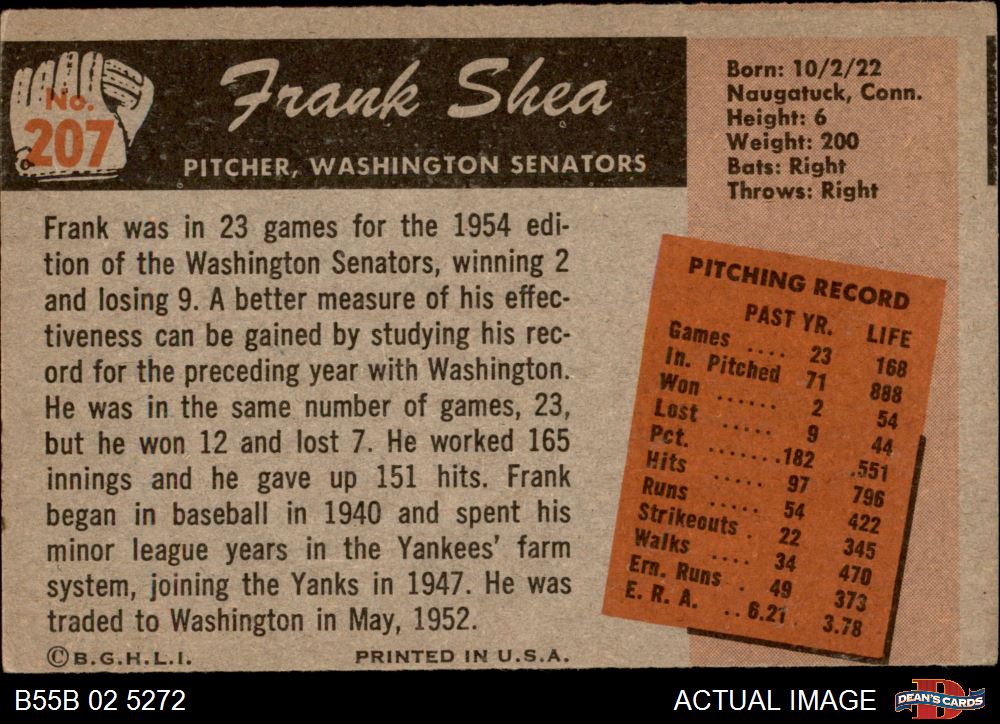 No.
207
Frank Shea
PITCHER, WASHINGTON SENATORS
Born: 10/2/22
Naugatuck, Conn.
Height: 6
Weight: 200
Bats: Right
Throws: Right
Frank was in 23 games for the 1954 edi-
tion of the Washington Senators, winning 2
and losing 9. A better measure of his effec-
tiveness can be gained by studying his rec-
ord for the preceding year with Washington.
He was in the same number of games, 23,
but he won 12 and lost 7. He worked 165
innings and he gave up 151 hits. Frank
began in baseball in 1940 and spent his
minor league years in the Yankees' farm
system, joining the Yanks in 1947. He was
traded to Washington in May, 1952.
PITCHING RECORD
PAST YR. LIFE
Games .... 23 168
In. Pitched 71 888
Won ...... 2 54
Lost ..... 9 44
Pct. .......182 .551
Hits ..... 97 796
Runs ..... 54 422
Strikeouts . 22 345
Walks .... 34 470
Ern. Runs . 49 373
E. R. A. .. 6.21 3.78
©B.G.H.L.I. PRINTED IN U.S.A.
B55B 02 5272
ACTUAL IMAGE
D
DEAN'S CARDS